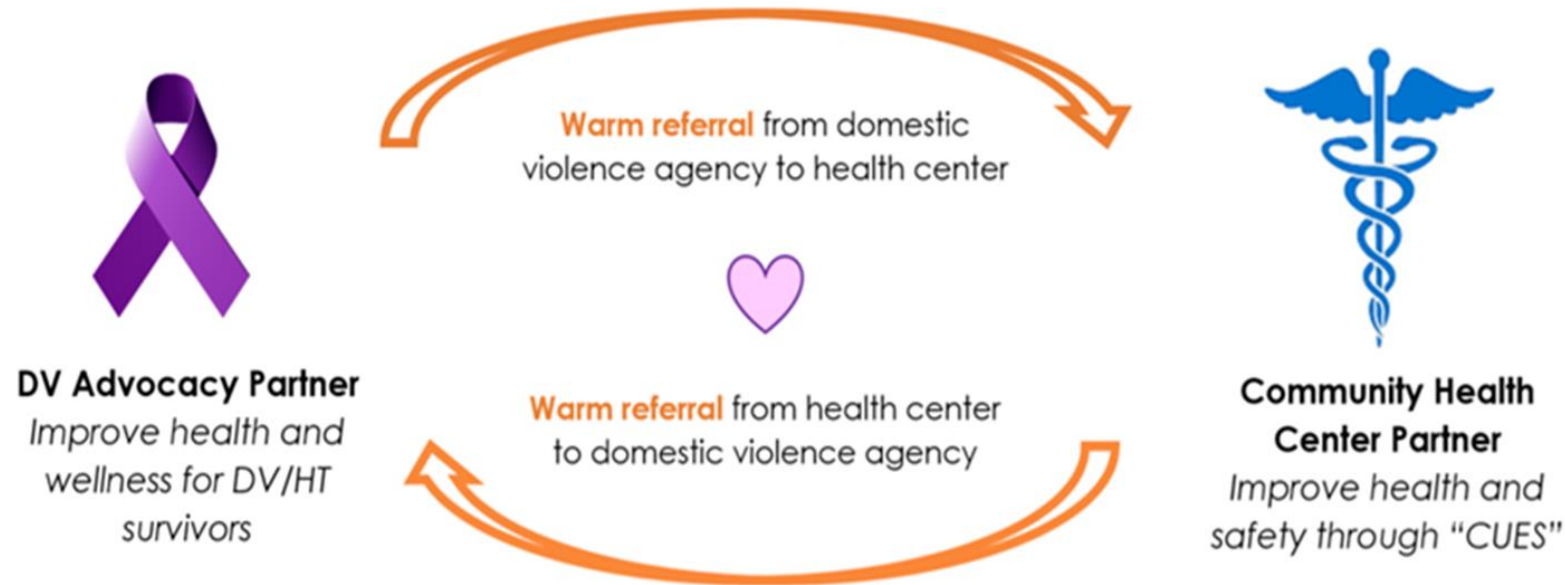 Warm referral from domestic
violence agency to health center
DV Advocacy Partner
Improve health and
wellness for DV/HT
survivors
Warm referral from health center
to domestic violence agency
Community Health
Center Partner
Improve health and
safety through “CUES”